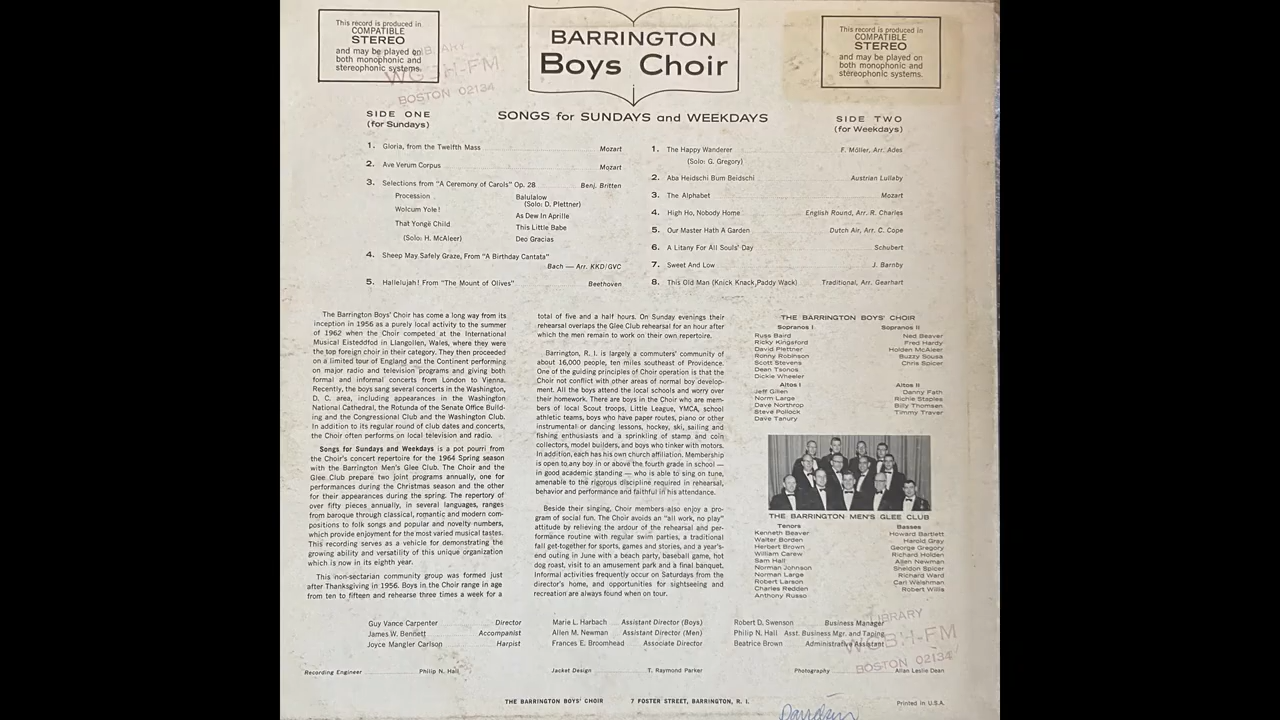 This record is produced in
COMPATIBLE
STEREO
and may be played on
both monophonic and
stereophonic systems.
LIBRARY
WGBH-FM
BOSTON 02134
BARRINGTON
Boys Choir
This record is produced in
COMPATIBLE
STEREO
and may be played on
both monophonic and
stereophonic systems.
SONGS for SUNDAYS and WEEKDAYS
SIDE ONE
(for Sundays)
1. Gloria, from the Twelfth Mass Mozart
2. Ave Verum Corpus Mozart
3. Selections from "A Ceremony of Carols" Op. 28 Benj. Britten
Procession Balulalow
(Solo: D. Plettner)
Wolcum Yole! As Dew In Aprille
That Yongë Child This Little Babe
(Solo: H. McAleer) Deo Gracias
4. Sheep May Safely Graze, From "A Birthday Cantata"
Bach — Arr. KKD/GVC
5. Hallelujah! From "The Mount of Olives" Beethoven
SIDE TWO
(for Weekdays)
1. The Happy Wanderer F. Möller, Arr. Ades
(Solo: G. Gregory)
2. Aba Heidschi Bum Beidschi Austrian Lullaby
3. The Alphabet Mozart
4. High Ho, Nobody Home English Round, Arr. R. Charles
5. Our Master Hath A Garden Dutch Air, Arr. C. Cope
6. A Litany For All Souls' Day Schubert
7. Sweet And Low J. Barnby
8. This Old Man (Knick Knack Paddy Wack) Traditional, Arr. Gearhart
The Barrington Boys' Choir has come a long way from its
inception in 1956 as a purely local activity to the summer
of 1962 when the Choir competed at the International
Musical Eisteddfod in Llangollen, Wales, where they were
the top foreign choir in their category. They then proceeded
on a limited tour of England and the Continent performing
on major radio and television programs and giving both
formal and informal concerts from London to Vienna.
Recently, the boys sang several concerts in the Washington,
D. C. area, including appearances in the Washington
National Cathedral, the Rotunda of the Senate Office Build-
ing and the Congressional Club and the Washington Club.
In addition to its regular round of club dates and concerts,
the Choir often performs on local television and radio.
Songs for Sundays and Weekdays is a pot pourri from
the Choir's concert repertoire for the 1964 Spring season
with the Barrington Men's Glee Club. The Choir and the
Glee Club prepare two joint programs annually, one for
performances during the Christmas season and the other
for their appearances during the spring. The repertory of
over fifty pieces annually, in several languages, ranges
from baroque through classical, romantic and modern com-
positions to folk songs and popular and novelty numbers,
which provide enjoyment for the most varied musical tastes.
This recording serves as a vehicle for demonstrating the
growing ability and versatility of this unique organization
which is now in its eighth year.
This non-sectarian community group was formed just
after Thanksgiving in 1956. Boys in the Choir range in age
from ten to fifteen and rehearse three times a week for a
total of five and a half hours. On Sunday evenings their
rehearsal overlaps the Glee Club rehearsal for an hour after
which the men remain to work on their own repertoire.
Barrington, R. I. is largely a commuters' community of
about 16,000 people, ten miles southeast of Providence.
One of the guiding principles of Choir operation is that the
Choir not conflict with other areas of normal boy develop-
ment. All the boys attend the local schools and worry over
their homework. There are boys in the Choir who are mem-
bers of local Scout troops, Little League, YMCA, school
athletic teams, boys who have paper routes, piano or other
instrumental or dancing lessons, hockey, ski, sailing and
fishing enthusiasts and a sprinkling of stamp and coin
collectors, model builders, and boys who tinker with motors.
In addition, each has his own church affiliation. Membership
is open to any boy in or above the fourth grade in school —
in good academic standing — who is able to sing on tune,
amenable to the rigorous discipline required in rehearsal,
behavior and performance and faithful in his attendance.
Beside their singing, Choir members also enjoy a pro-
gram of social fun. The Choir avoids an "all work, no play"
attitude by relieving the ardour of the rehearsal and per-
formance routine with regular swim parties, a traditional
fall get-together for sports, games and stories, and a year's-
end outing in June with a beach party, baseball game, hot
dog roast, visit to an amusement park and a final banquet.
Informal activities frequently occur on Saturdays from the
director's home, and opportunities for sightseeing and
recreation are always found when on tour.
THE BARRINGTON BOYS' CHOIR
Sopranos I
Russ Baird
Ricky Kingsford
David Plettner
Ronny Robinson
Scott Stevens
Dean Tsonos
Dickie Wheeler
Sopranos II
Ned Beaver
Fred Hardy
Holden McAleer
Buzzy Sousa
Chris Spicer
Altos I
Jeff Gillen
Norm Large
Dave Northrop
Steve Pollock
Dave Tanury
Altos II
Danny Fath
Richie Staples
Billy Thomsen
Timmy Traver
THE BARRINGTON MEN'S GLEE CLUB
Tenors
Kenneth Beaver
Walter Borden
Herbert Brown
William Carew
Sam Hall
Norman Johnson
Norman Large
Robert Larson
Charles Redden
Anthony Russo
Basses
Howard Bartlett
Harold Gray
George Gregory
Richard Holden
Allen Newman
Sheldon Spicer
Richard Ward
Carl Welshman
Robert Willis
Guy Vance Carpenter Director
James W. Bennett Accompanist
Joyce Mangler Carlson Harpist
Marie L. Harbach Assistant Director (Boys)
Allen M. Newman Assistant Director (Men)
Frances E. Broomhead Associate Director
Robert D. Swenson Business Manager
Philip N. Hall Asst. Business Mgr. and Taping
Beatrice Brown Administrative Assistant
LIBRARY
WGBH-FM
BOSTON 02134
Recording Engineer Philip N. Hall
Jacket Design T. Raymond Parker
Photography Allan Leslie Dean
THE BARRINGTON BOYS' CHOIR 7 FOSTER STREET, BARRINGTON, R. I.
Printed in U.S.A.